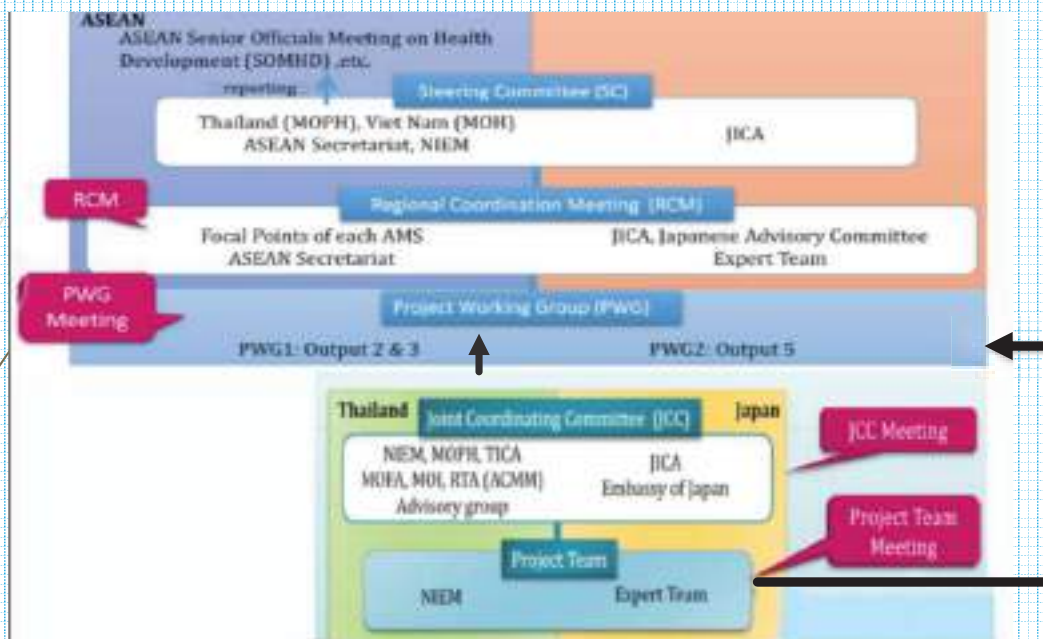 ASEAN
ASEAN Senior Officials Meeting on Health
Development (SOMHD) ,etc.
reporting
Steering Committee (SC)
Thailand (MOPH), Viet Nam (MOH)
ASEAN Secretariat, NIEM
JICA
RCM
Regional Coordination Meeting (RCM)
Focal Points of each AMS
ASEAN Secretariat
JICA, Japanese Advisory Committee
Expert Team
PWG
Meeting
Project Working Group (PWG)
PWG1: Output 2 & 3
PWG2: Output 5
Thailand
Joint Coordinating Committee (JCC)
Japan
NIEM, MOPH, TICA
MOFA, MOI, RTA (ACMM)
Advisory group
JICA
Embassy of Japan
JCC Meeting
Project Team
Meeting
Project Team
NIEM
Expert Team